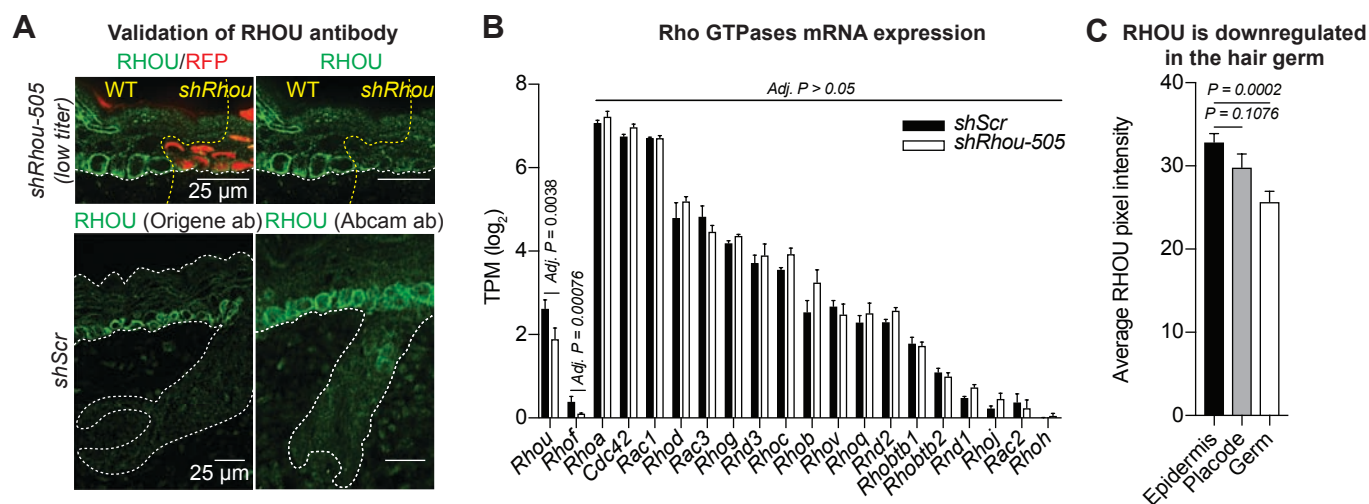 A
Validation of RHOU antibody
RHOU/RFP
RHOU
WT
shRhou
WT
shRhou
shRhou-505
(low titer)
25 µm
RHOU (Origene ab)
RHOU (Abcam ab)
shScr
25 µm
B
Rho GTPases mRNA expression
TPM (log2)
8
6
4
2
0
Adj. P = 0.0038
Adj. P = 0.00076
Adj. P > 0.05
shScr
shRhou-505
Rhou
Rhof
Rhoa
Cdc42
Rac1
Rhod
Rac3
Rhog
Rnd3
Rhoc
Rhob
Rhov
Rhoq
Rnd2
Rhobtb1
Rhobtb2
Rnd1
Rhoj
Rac2
Rhoh
C
RHOU is downregulated
in the hair germ
Average RHOU pixel intensity
40
30
20
10
0
P = 0.0002
P = 0.1076
Epidermis
Placode
Germ